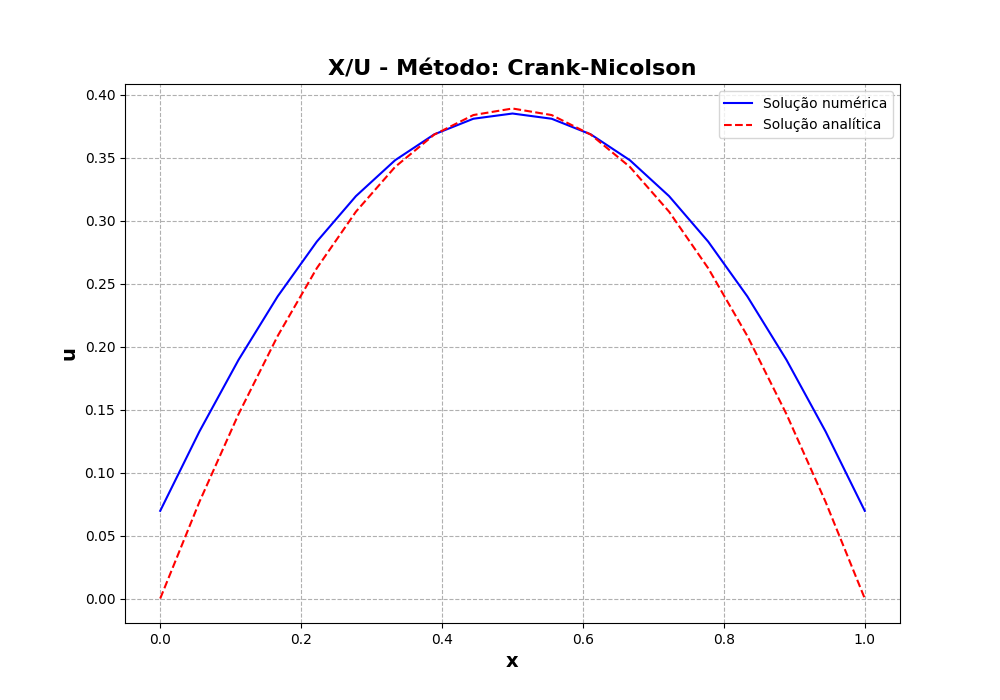 X/U - Método: Crank-Nicolson
Solução numérica
Solução analítica
u
0.40
0.35
0.30
0.25
0.20
0.15
0.10
0.05
0.00
0.0 0.2 0.4 0.6 0.8 1.0
x